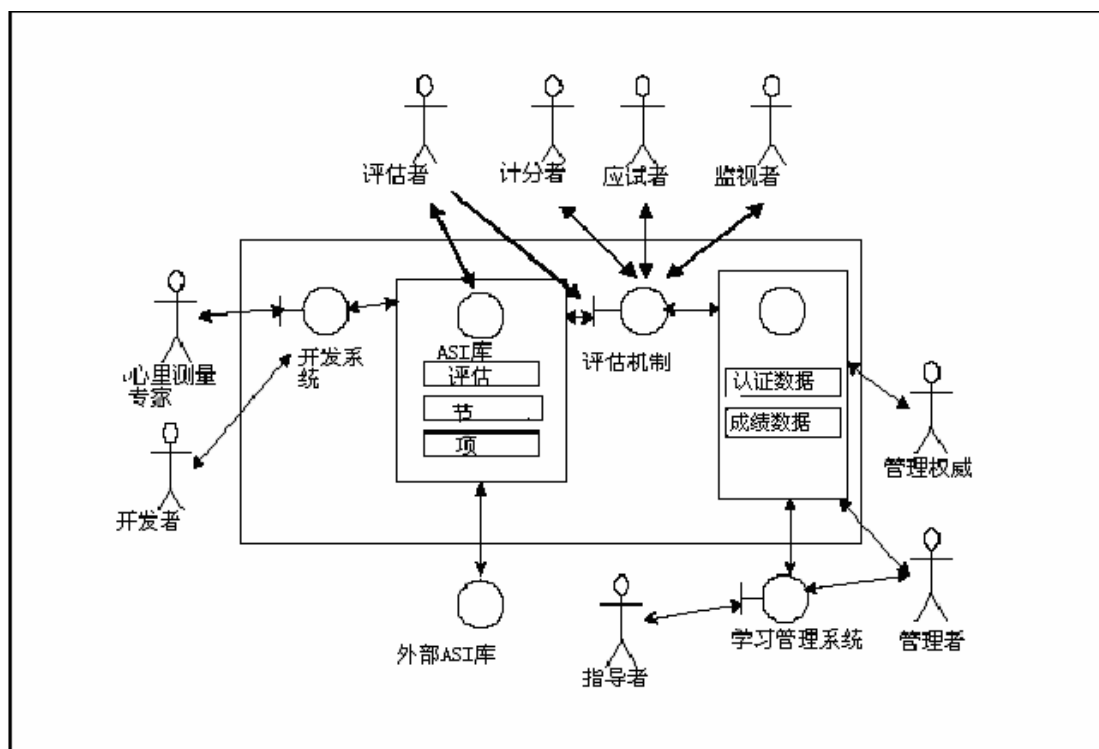 评估者
计分者
应试者
监视者
心里测量
专家
开发系
统
ASI库
评估
节
项
评估机制
认证数据
成绩数据
管理权威
开发者
外部ASI库
指导者
学习管理系统
管理者